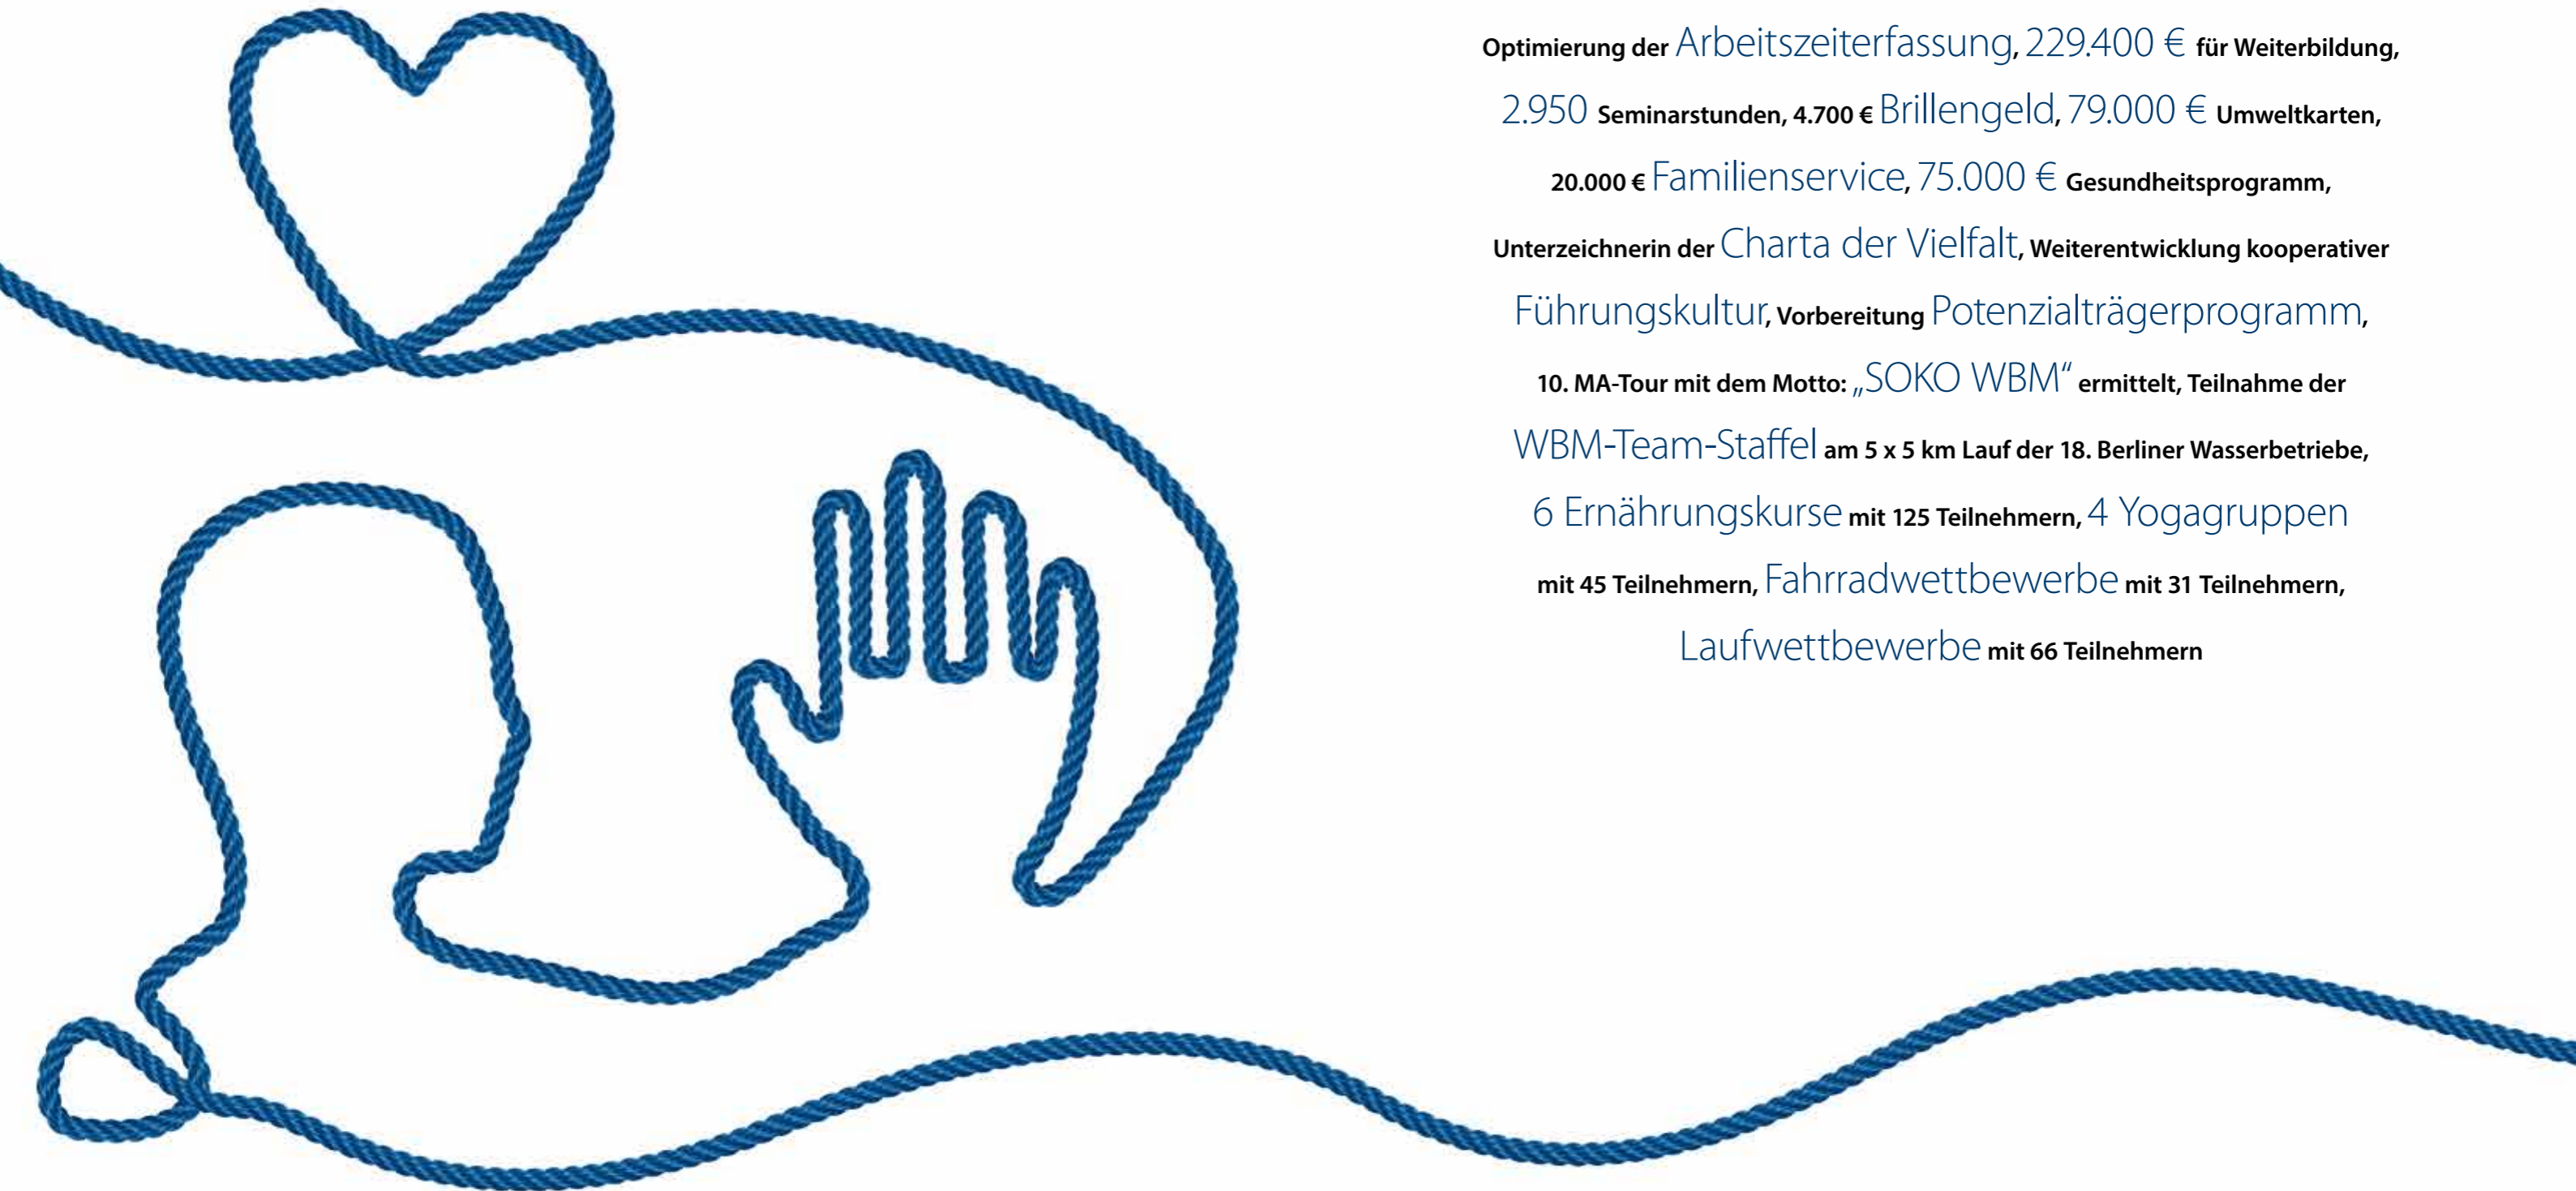 Optimierung der Arbeitszeiterfassung, 229.400 € für Weiterbildung,
2.950 Seminarstunden, 4.700 € Brillengeld, 79.000 € Umweltkarten,
20.000 € Familienservice, 75.000 € Gesundheitsprogramm,
Unterzeichnerin der Charta der Vielfalt, Weiterentwicklung kooperativer
Führungskultur, Vorbereitung Potenzialträgerprogramm,
10. MA-Tour mit dem Motto: „SOKO WBM“ ermittelt, Teilnahme der
WBM-Team-Staffel am 5 x 5 km Lauf der 18. Berliner Wasserbetriebe,
6 Ernährungskurse mit 125 Teilnehmern, 4 Yogagruppen
mit 45 Teilnehmern, Fahrradwettbewerbe mit 31 Teilnehmern,
Laufwettbewerbe mit 66 Teilnehmern